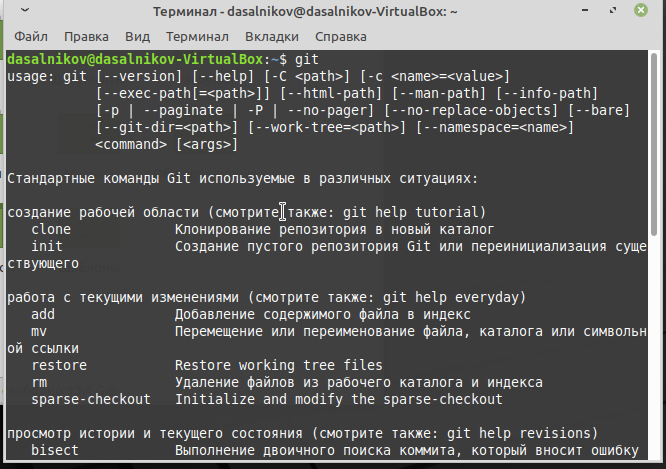 Терминал - dasalnikov@dasalnikov-VirtualBox: ~
Файл Правка Вид Терминал Вкладки Справка
dasalnikov@dasalnikov-VirtualBox:~$ git
usage: git [--version] [--help] [-C <path>] [-c <name>=<value>]
[--exec-path[=<path>]] [--html-path] [--man-path] [--info-path]
[-p | --paginate | -P | --no-pager] [--no-replace-objects] [--bare]
[--git-dir=<path>] [--work-tree=<path>] [--namespace=<name>]
<command> [<args>]
Стандартные команды Git используемые в различных ситуациях:
создание рабочей области (смотрите также: git help tutorial)
clone Клонирование репозитория в новый каталог
init Создание пустого репозитория Git или переинициализация суще
ствующего
работа с текущими изменениями (смотрите также: git help everyday)
add Добавление содержимого файла в индекс
mv Перемещение или переименование файла, каталога или символьн
ой ссылки
restore Restore working tree files
rm Удаление файлов из рабочего каталога и индекса
sparse-checkout Initialize and modify the sparse-checkout
просмотр истории и текущего состояния (смотрите также: git help revisions)
bisect Выполнение двоичного поиска коммита, который вносит ошибку